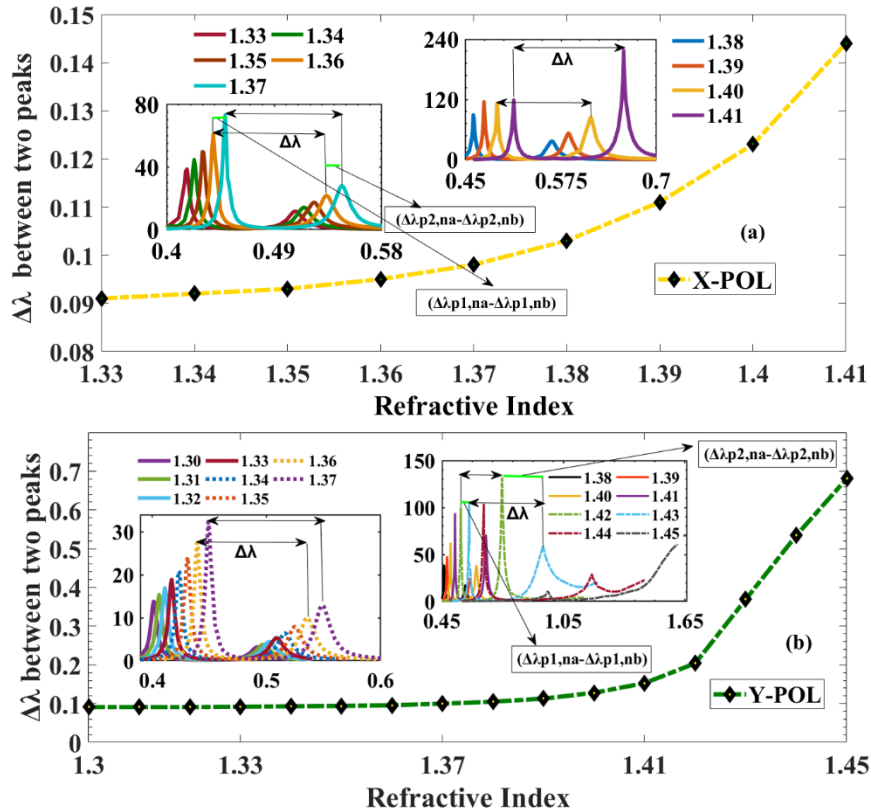 0.15
0.14
0.13
0.12
0.11
0.10
0.09
0.08
Δλ between two peaks
1.33 1.34
1.35 1.36
1.37
80
40
0
Δλ
0.4 0.49 0.58
(Δλp2,na-Δλp2,nb)
(Δλp1,na-Δλp1,nb)
240
120
60
0
Δλ
0.45 0.575 0.7
1.38
1.39
1.40
1.41
(a)
X-POL
1.33 1.34 1.35 1.36 1.37 1.38 1.39 1.4 1.41
Refractive Index
0.7
0.6
0.5
0.4
0.3
0.2
0.1
0
Δλ between two peaks
1.30 1.33 1.36
1.31 1.34 1.37
1.32 1.35
30
20
10
0
Δλ
0.4 0.5 0.6
150
100
50
0
1.38 1.39
1.40 1.41
1.42 1.43
1.44 1.45
Δλ
0.45 1.05 1.65
(Δλp2,na-Δλp2,nb)
(Δλp1,na-Δλp1,nb)
(b)
Y-POL
1.3 1.33 1.37 1.41 1.45
Refractive Index